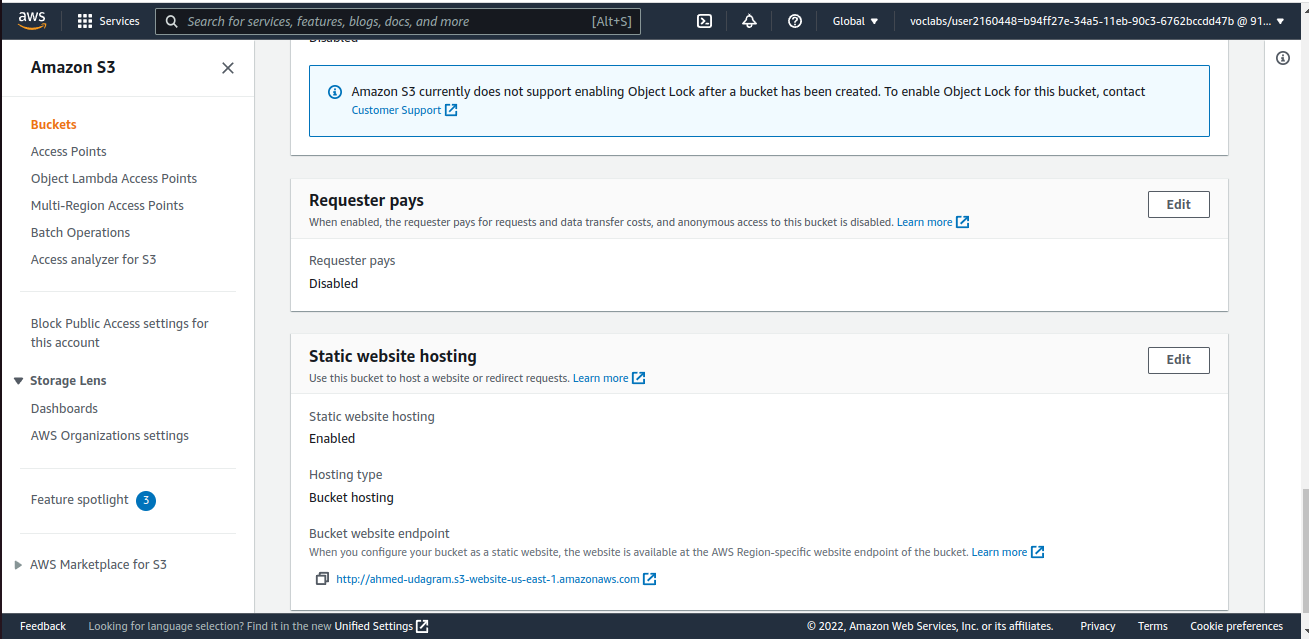 aws
Services
Search for services, features, blogs, docs, and more
[Alt+S]
Global
voclabs/user2160448=b94ff27e-34a5-11eb-90c3-6762bccdd47b @ 91...
Amazon S3
Buckets
Access Points
Object Lambda Access Points
Multi-Region Access Points
Batch Operations
Access analyzer for S3
Block Public Access settings for
this account
Storage Lens
Dashboards
AWS Organizations settings
Feature spotlight 3
AWS Marketplace for S3
Disabled
Amazon S3 currently does not support enabling Object Lock after a bucket has been created. To enable Object Lock for this bucket, contact
Customer Support
Requester pays
Edit
When enabled, the requester pays for requests and data transfer costs, and anonymous access to this bucket is disabled. Learn more
Requester pays
Disabled
Static website hosting
Edit
Use this bucket to host a website or redirect requests. Learn more
Static website hosting
Enabled
Hosting type
Bucket hosting
Bucket website endpoint
When you configure your bucket as a static website, the website is available at the AWS Region-specific website endpoint of the bucket. Learn more
http://ahmed-udagram.s3-website-us-east-1.amazonaws.com
Feedback
Looking for language selection? Find it in the new Unified Settings
© 2022, Amazon Web Services, Inc. or its affiliates.
Privacy
Terms
Cookie preferences